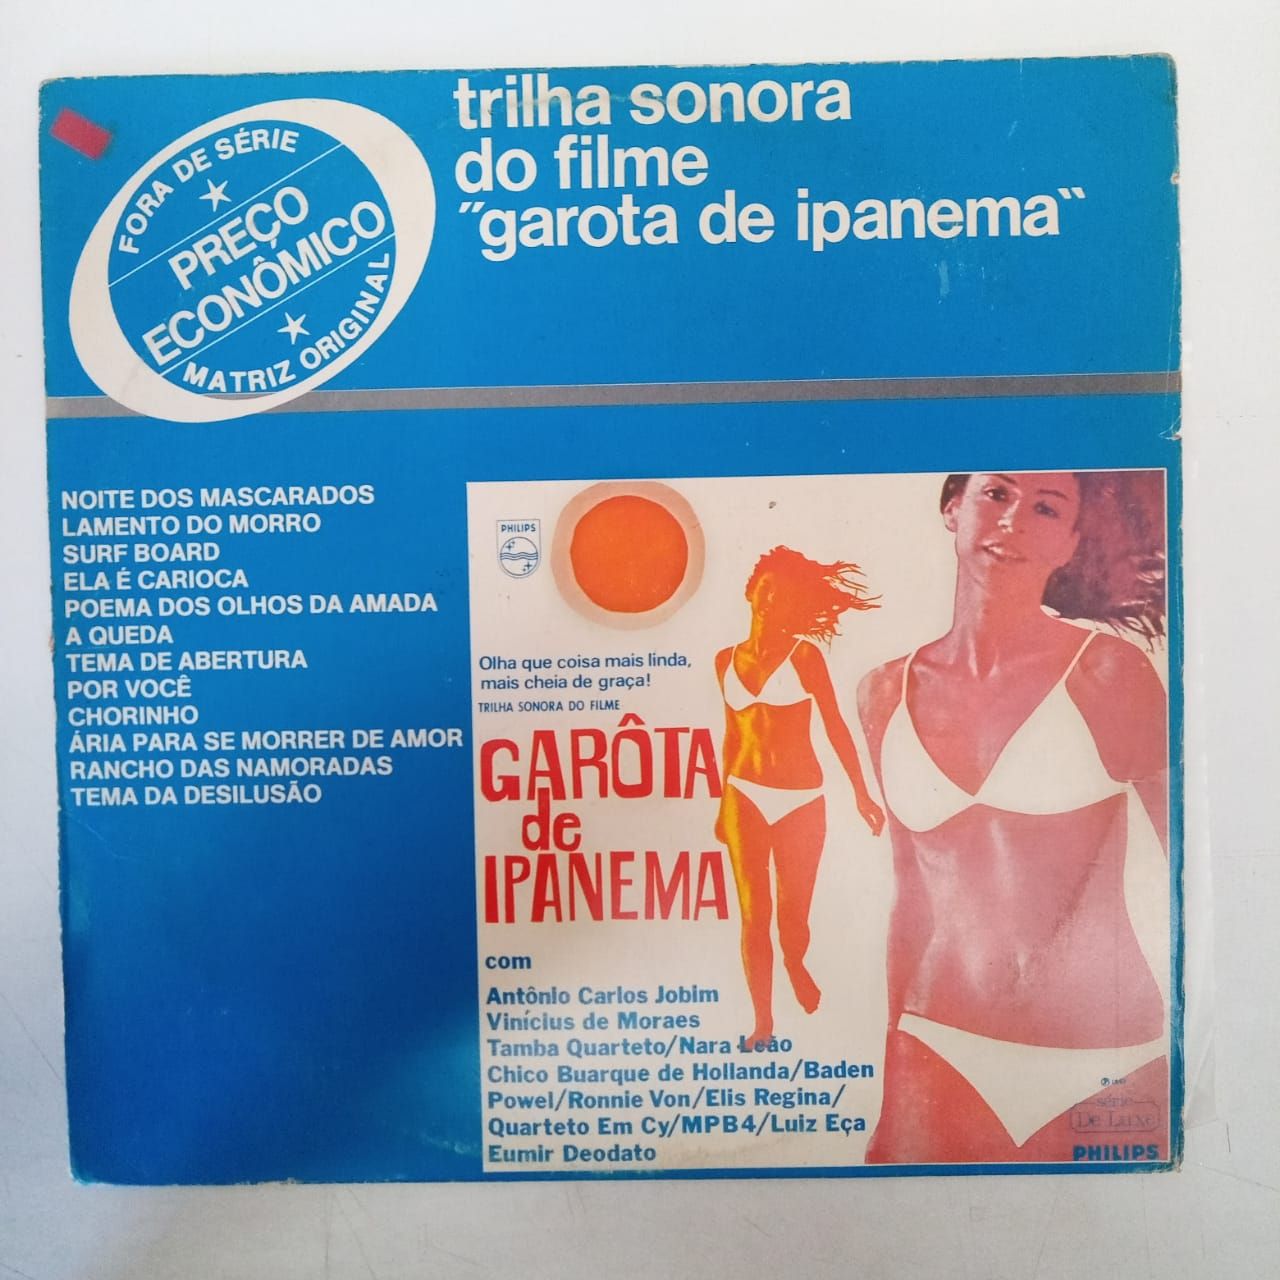 trilha sonora
do filme
"garota de ipanema"
FORA DE SÉRIE
PREÇO
ECONÔMICO
MATRIZ ORIGINAL
NOITE DOS MASCARADOS
LAMENTO DO MORRO
SURF BOARD
ELA É CARIOCA
POEMA DOS OLHOS DA AMADA
A QUEDA
TEMA DE ABERTURA
POR VOCÊ
CHORINHO
ÁRIA PARA SE MORRER DE AMOR
RANCHO DAS NAMORADAS
TEMA DA DESILUSÃO
PHILIPS
Olha que coisa mais linda,
mais cheia de graça!
TRILHA SONORA DO FILME
GARÔTA
de
IPANEMA
com
Antônio Carlos Jobim
Vinícius de Moraes
Tamba Quarteto/Nara Leão
Chico Buarque de Hollanda/Baden
Powel/Ronnie Von/Elis Regina/
Quarteto Em Cy/MPB4/Luiz Eça
Eumir Deodato
série
De Luxe
PHILIPS